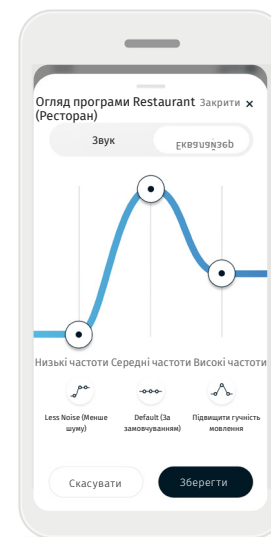 Огляд програми Restaurant Закрити ×
(Ресторан)
Звук Еквалайзер
Низькі частоти Середні частоти Високі частоти
Less Noise (Менше Default (За Підвищити гучність
шуму) замовчуванням) мовлення
Скасувати Зберегти